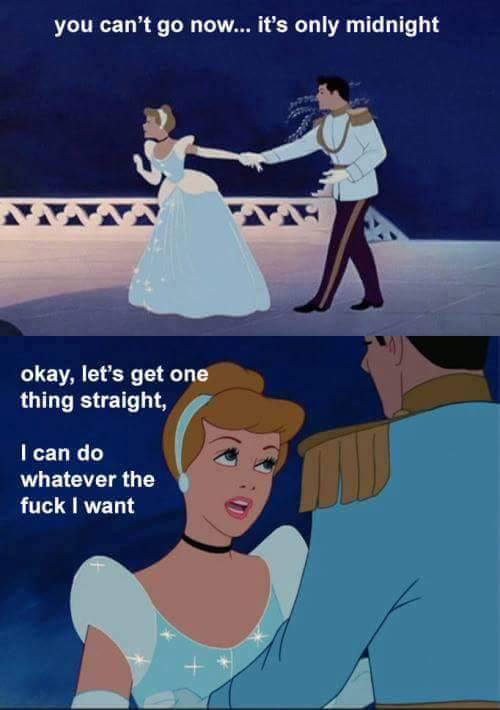 you can't go now... it's only midnight
okay, let's get one
thing straight,
I can do
whatever the
fuck I want